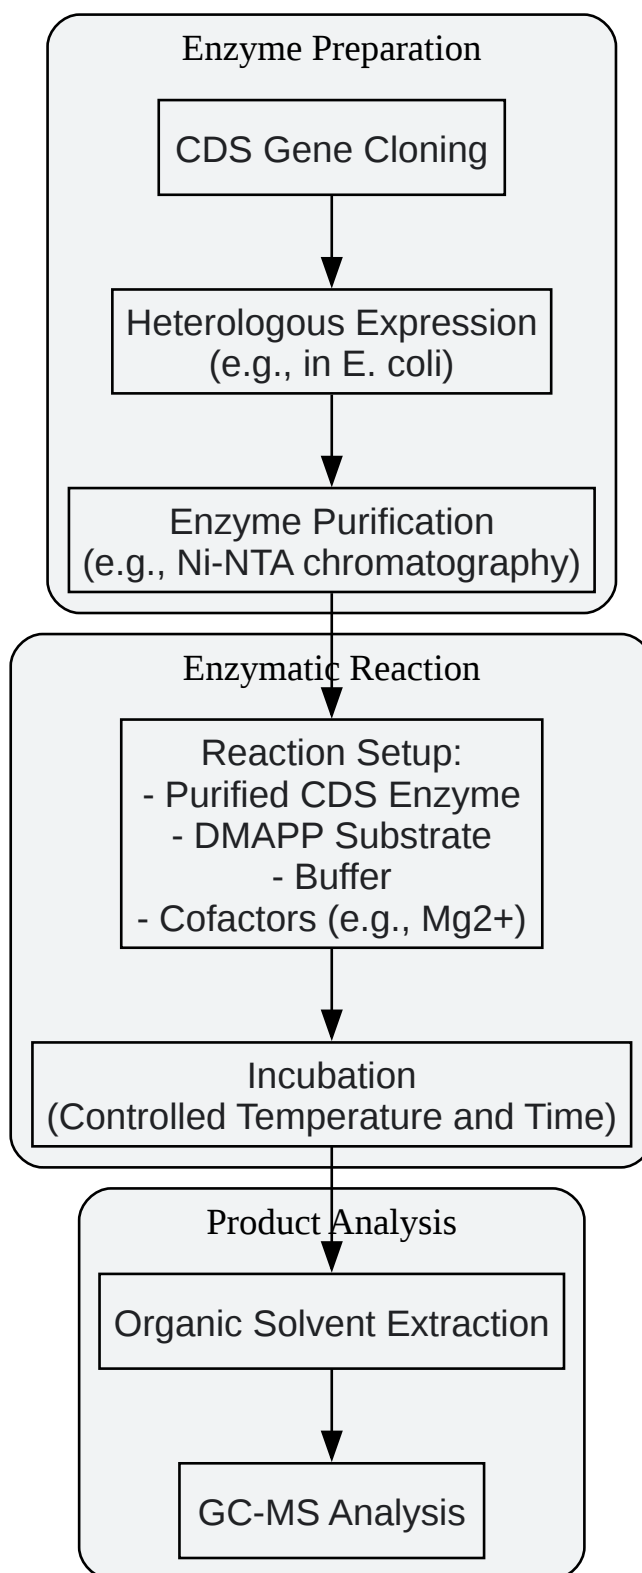 Enzyme Preparation
CDS Gene Cloning
Heterologous Expression
(e.g., in E. coli)
Enzyme Purification
(e.g., Ni-NTA chromatography)
Enzymatic Reaction
Reaction Setup:
- Purified CDS Enzyme
- DMAPP Substrate
- Buffer
- Cofactors (e.g., Mg2+)
Incubation
(Controlled Temperature and Time)
Product Analysis
Organic Solvent Extraction
GC-MS Analysis